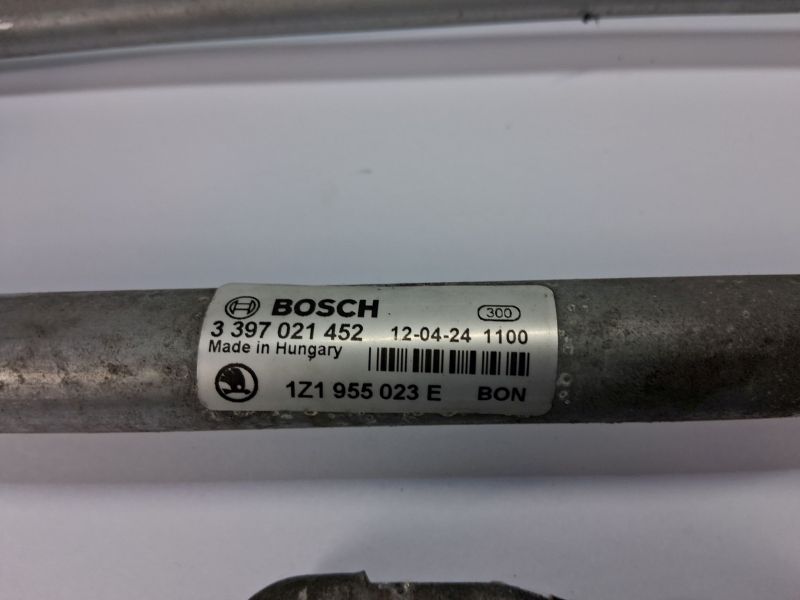 BOSCH 300
3 397 021 452 12-04-24 1100
Made in Hungary
1Z1 955 023 E BON